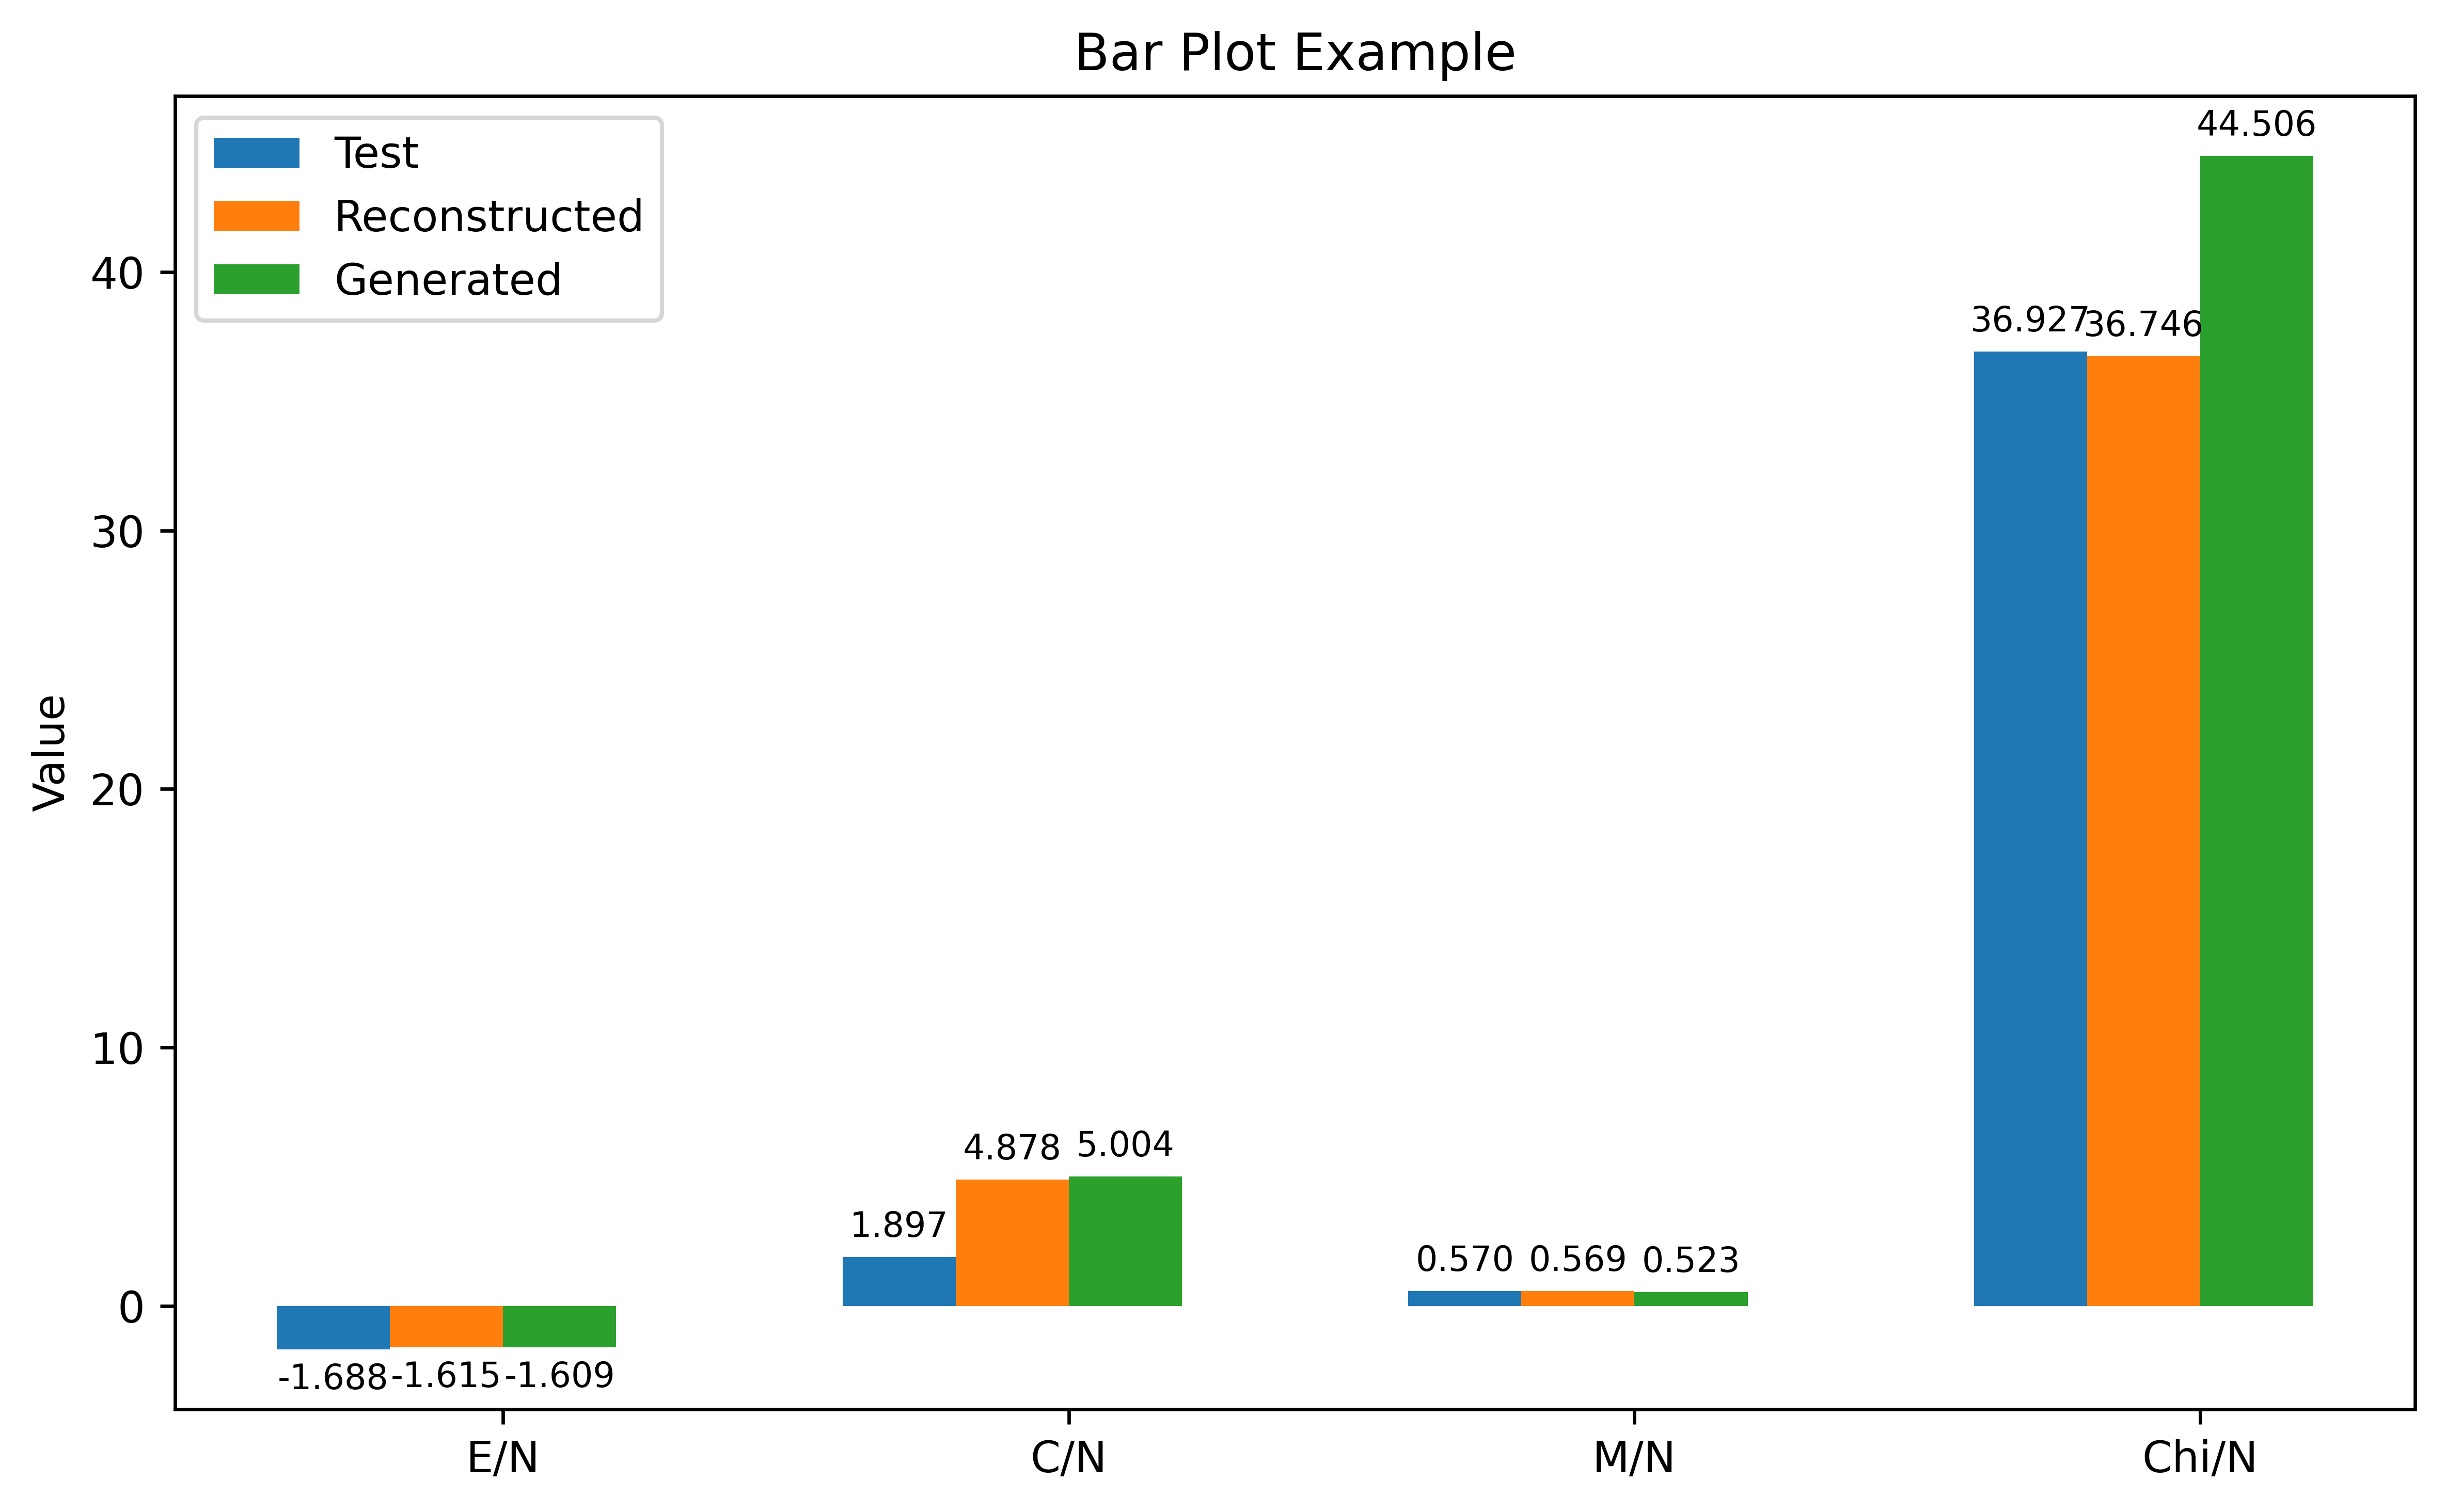 Bar Plot Example
Test
Reconstructed
Generated
Value
40
30
20
10
0
-1.688 -1.615 -1.609
1.897 4.878 5.004
0.570 0.569 0.523
36.927 36.746 44.506
E/N C/N M/N Chi/N